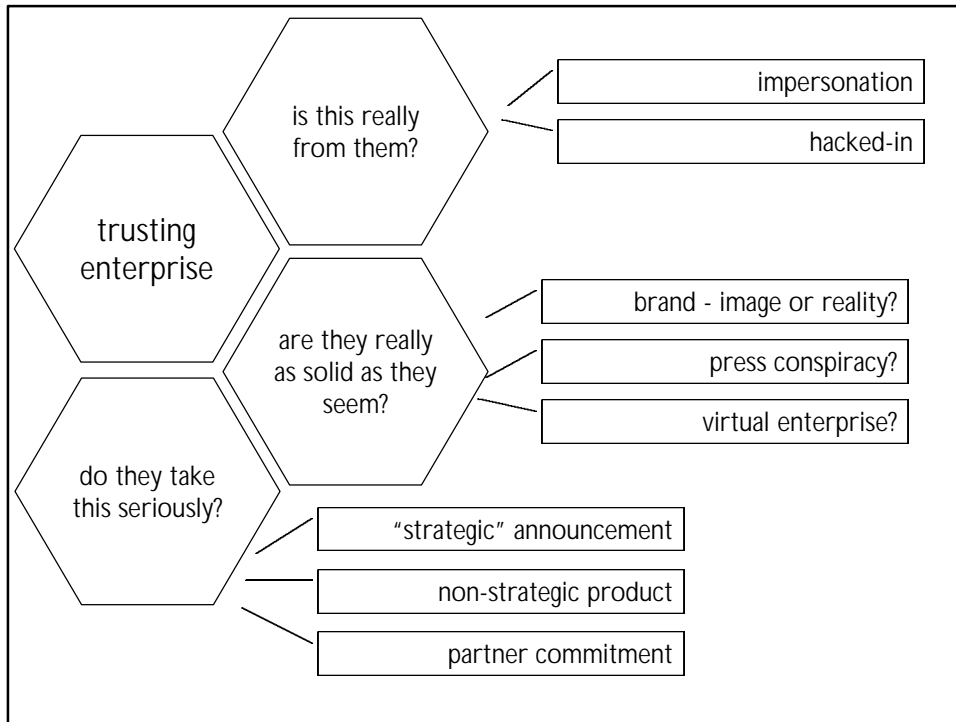 is this really
from them?
impersonation
hacked-in
trusting
enterprise
are they really
as solid as they
seem?
brand - image or reality?
press conspiracy?
virtual enterprise?
do they take
this seriously?
“strategic” announcement
non-strategic product
partner commitment